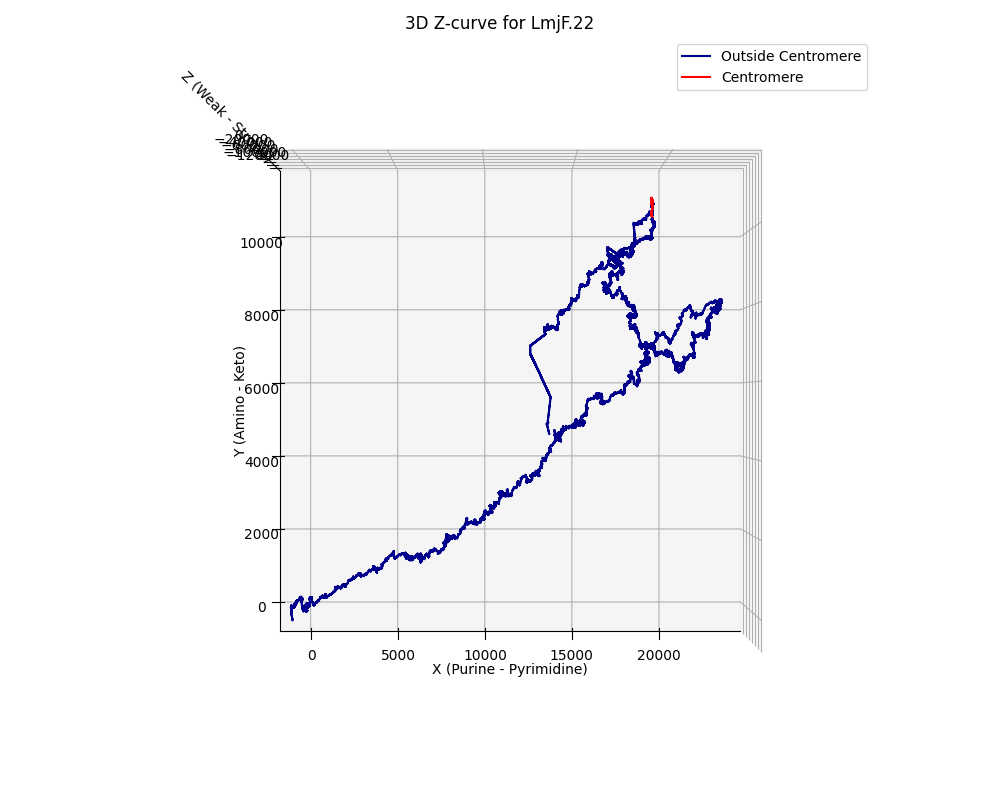 3D Z-curve for LmjF.22
Outside Centromere
Centromere
Z (Weak -
10000
8000
6000
4000
2000
0
Y (Amino - Keto)
0
5000
10000
15000
20000
X (Purine - Pyrimidine)